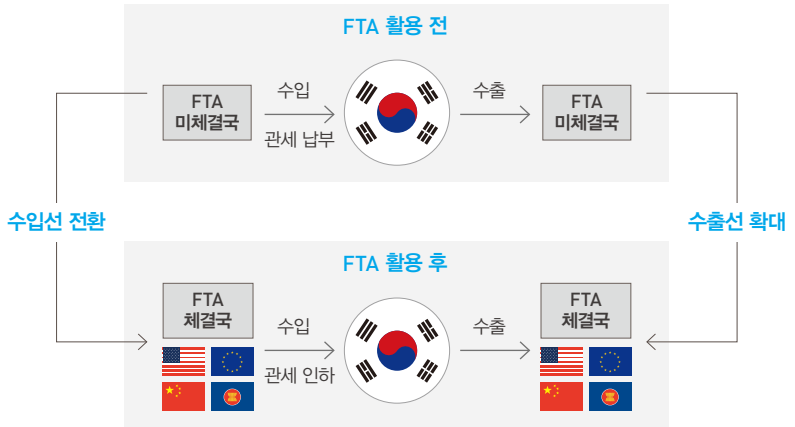 FTA 활용 전
FTA
미체결국
수입
관세 납부
수출
FTA
미체결국
수입선 전환
수출선 확대
FTA 활용 후
FTA
체결국
수입
관세 인하
수출
FTA
체결국